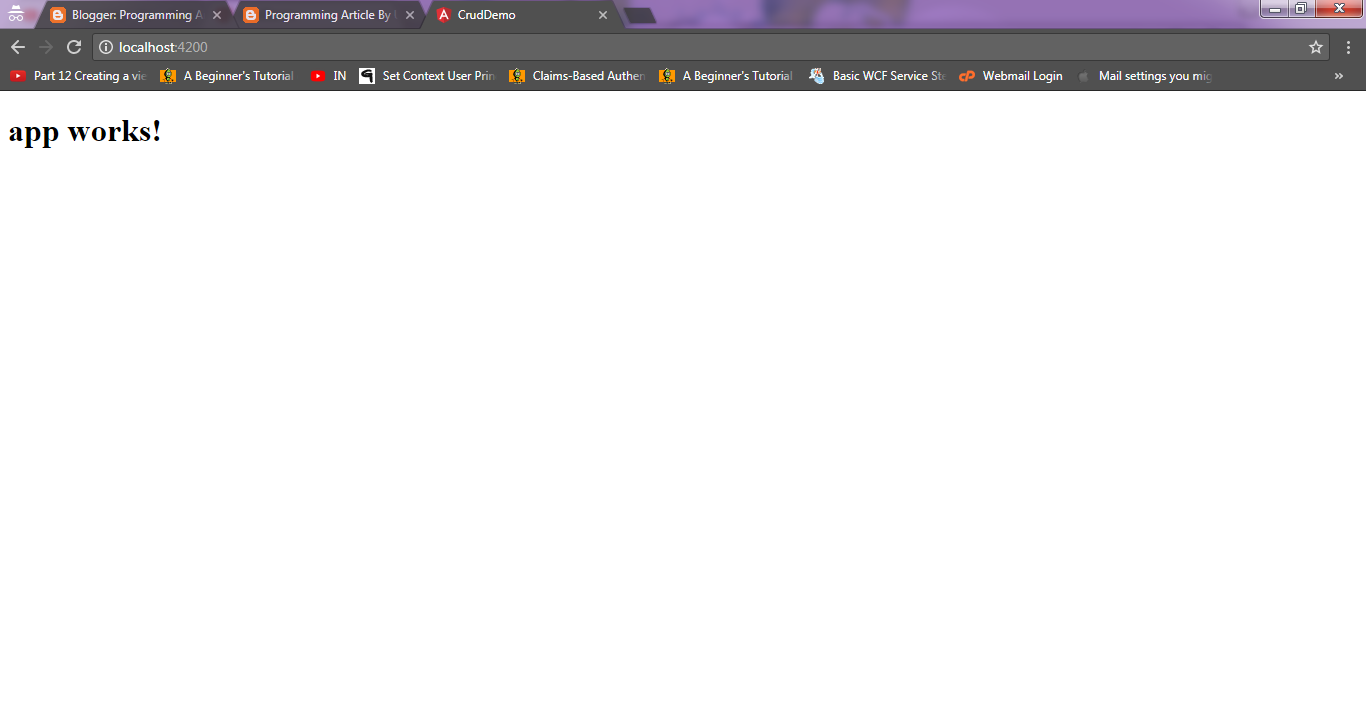 Blogger: Programming A
Programming Article By
CrudDemo
localhost:4200
Part 12 Creating a vie
A Beginner's Tutorial
IN
Set Context User Prin
Claims-Based Authen
A Beginner's Tutorial
Basic WCF Service Ste
Webmail Login
Mail settings you mig
app works!